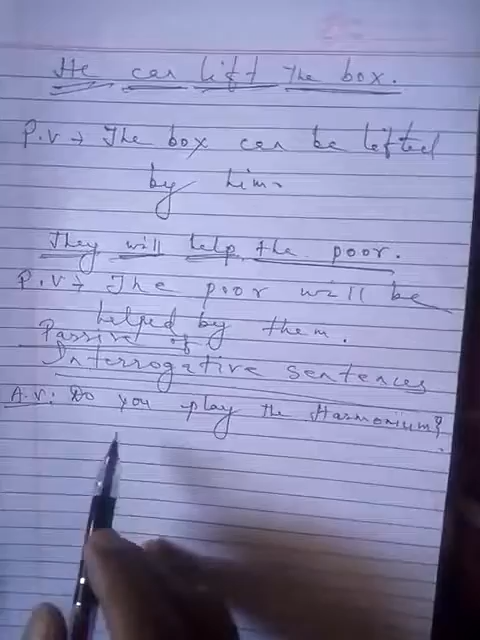 He can lift the box.
P.V → The box can be lifted
by him.
They will help the poor.
P.V → The poor will be
helped by them.
Passive of
Interrogative sentences
A.V: Do you play the Harmonium?